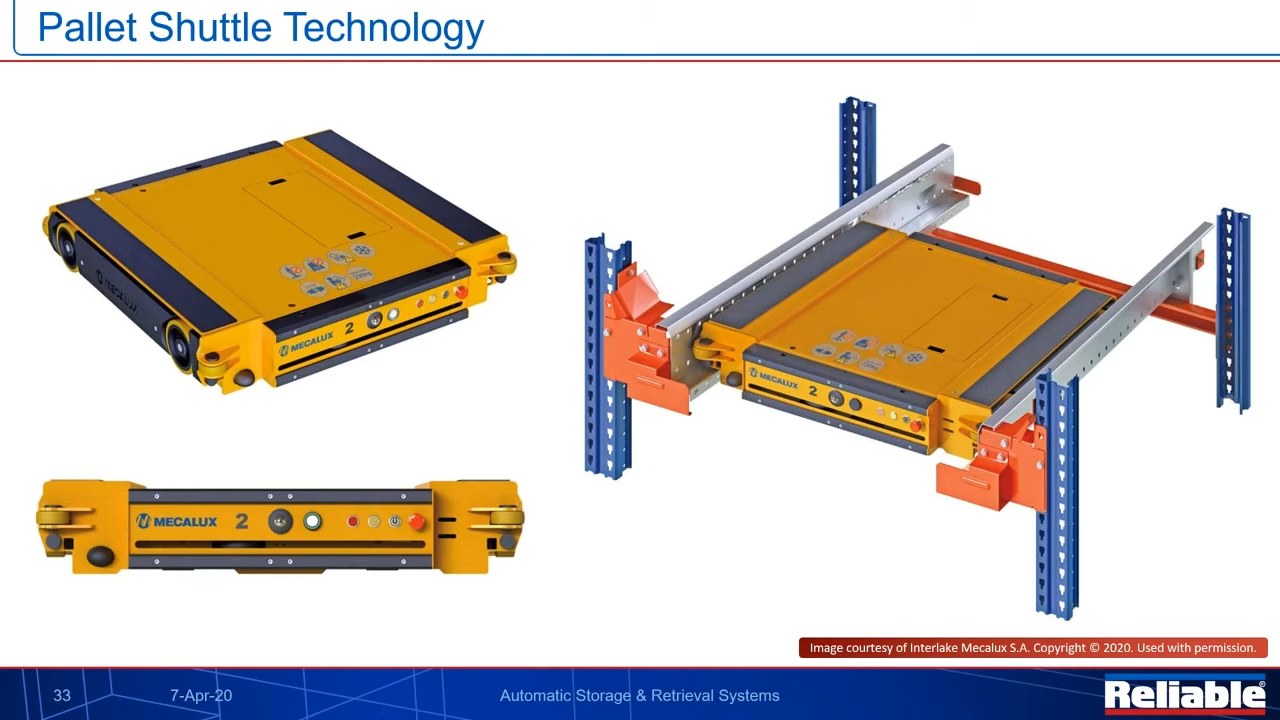 Pallet Shuttle Technology
MECALUX
MECALUX 2
MECALUX 2
MECALUX 2
Image courtesy of Interlake Mecalux S.A. Copyright © 2020. Used with permission.
33
7-Apr-20
Automatic Storage & Retrieval Systems
Reliable®